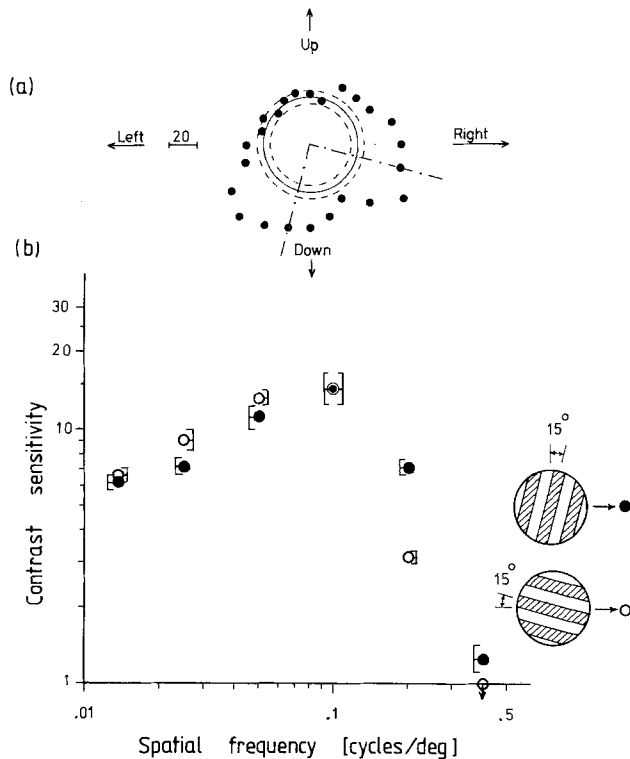 (a)
Up
Left
20
Right
Down
(b)
Contrast sensitivity
30
20
10
1
.01
.1
.5
Spatial frequency [cycles/deg]
15°
15°